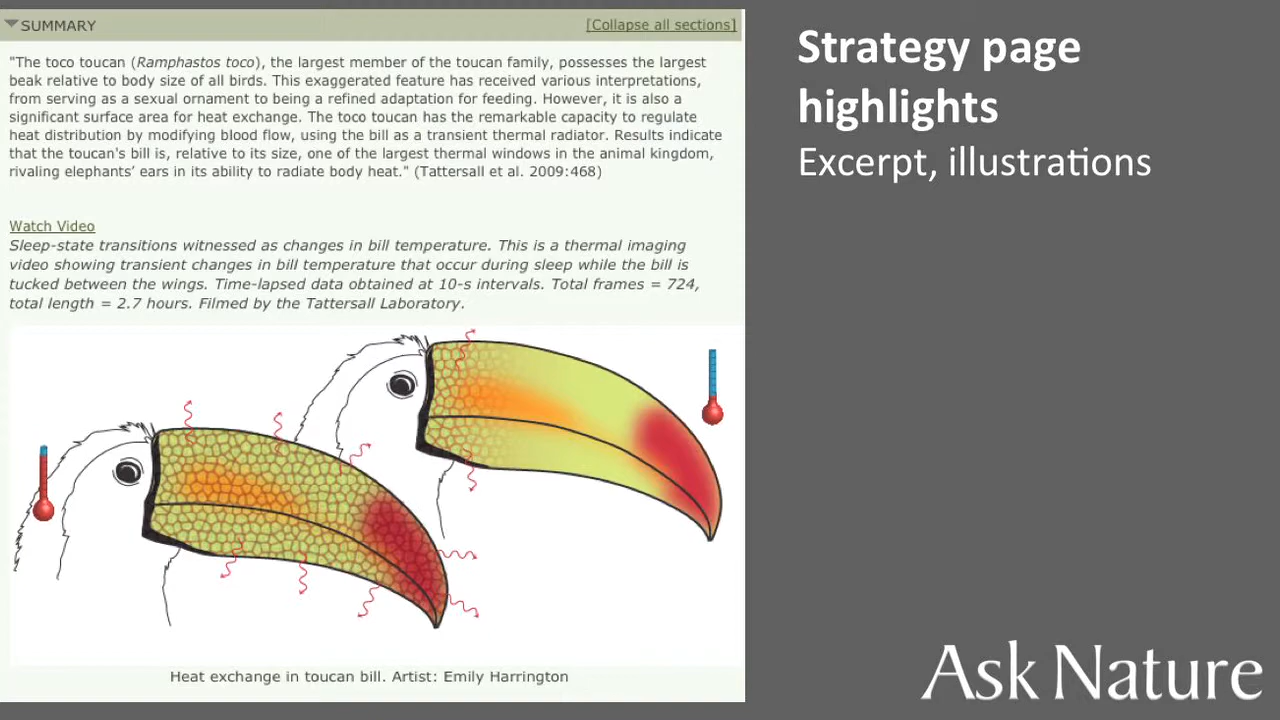 SUMMARY [Collapse all sections]
"The toco toucan (Ramphastos toco), the largest member of the toucan family, possesses the largest
beak relative to body size of all birds. This exaggerated feature has received various interpretations,
from serving as a sexual ornament to being a refined adaptation for feeding. However, it is also a
significant surface area for heat exchange. The toco toucan has the remarkable capacity to regulate
heat distribution by modifying blood flow, using the bill as a transient thermal radiator. Results indicate
that the toucan's bill is, relative to its size, one of the largest thermal windows in the animal kingdom,
rivaling elephants' ears in its ability to radiate body heat." (Tattersall et al. 2009:468)
Watch Video
Sleep-state transitions witnessed as changes in bill temperature. This is a thermal imaging
video showing transient changes in bill temperature that occur during sleep while the bill is
tucked between the wings. Time-lapsed data obtained at 10-s intervals. Total frames = 724,
total length = 2.7 hours. Filmed by the Tattersall Laboratory.
Heat exchange in toucan bill. Artist: Emily Harrington
Strategy page
highlights
Excerpt, illustrations
Ask Nature